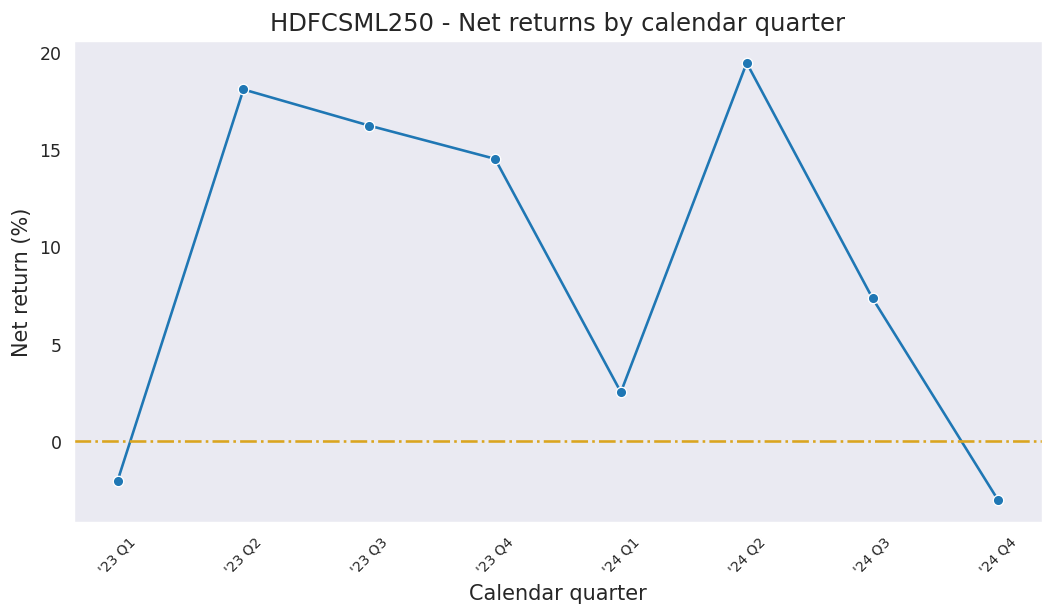 HDFCSML250 - Net returns by calendar quarter
Net return (%)
20
15
10
5
0
'23 Q1
'23 Q2
'23 Q3
'23 Q4
'24 Q1
'24 Q2
'24 Q3
'24 Q4
Calendar quarter